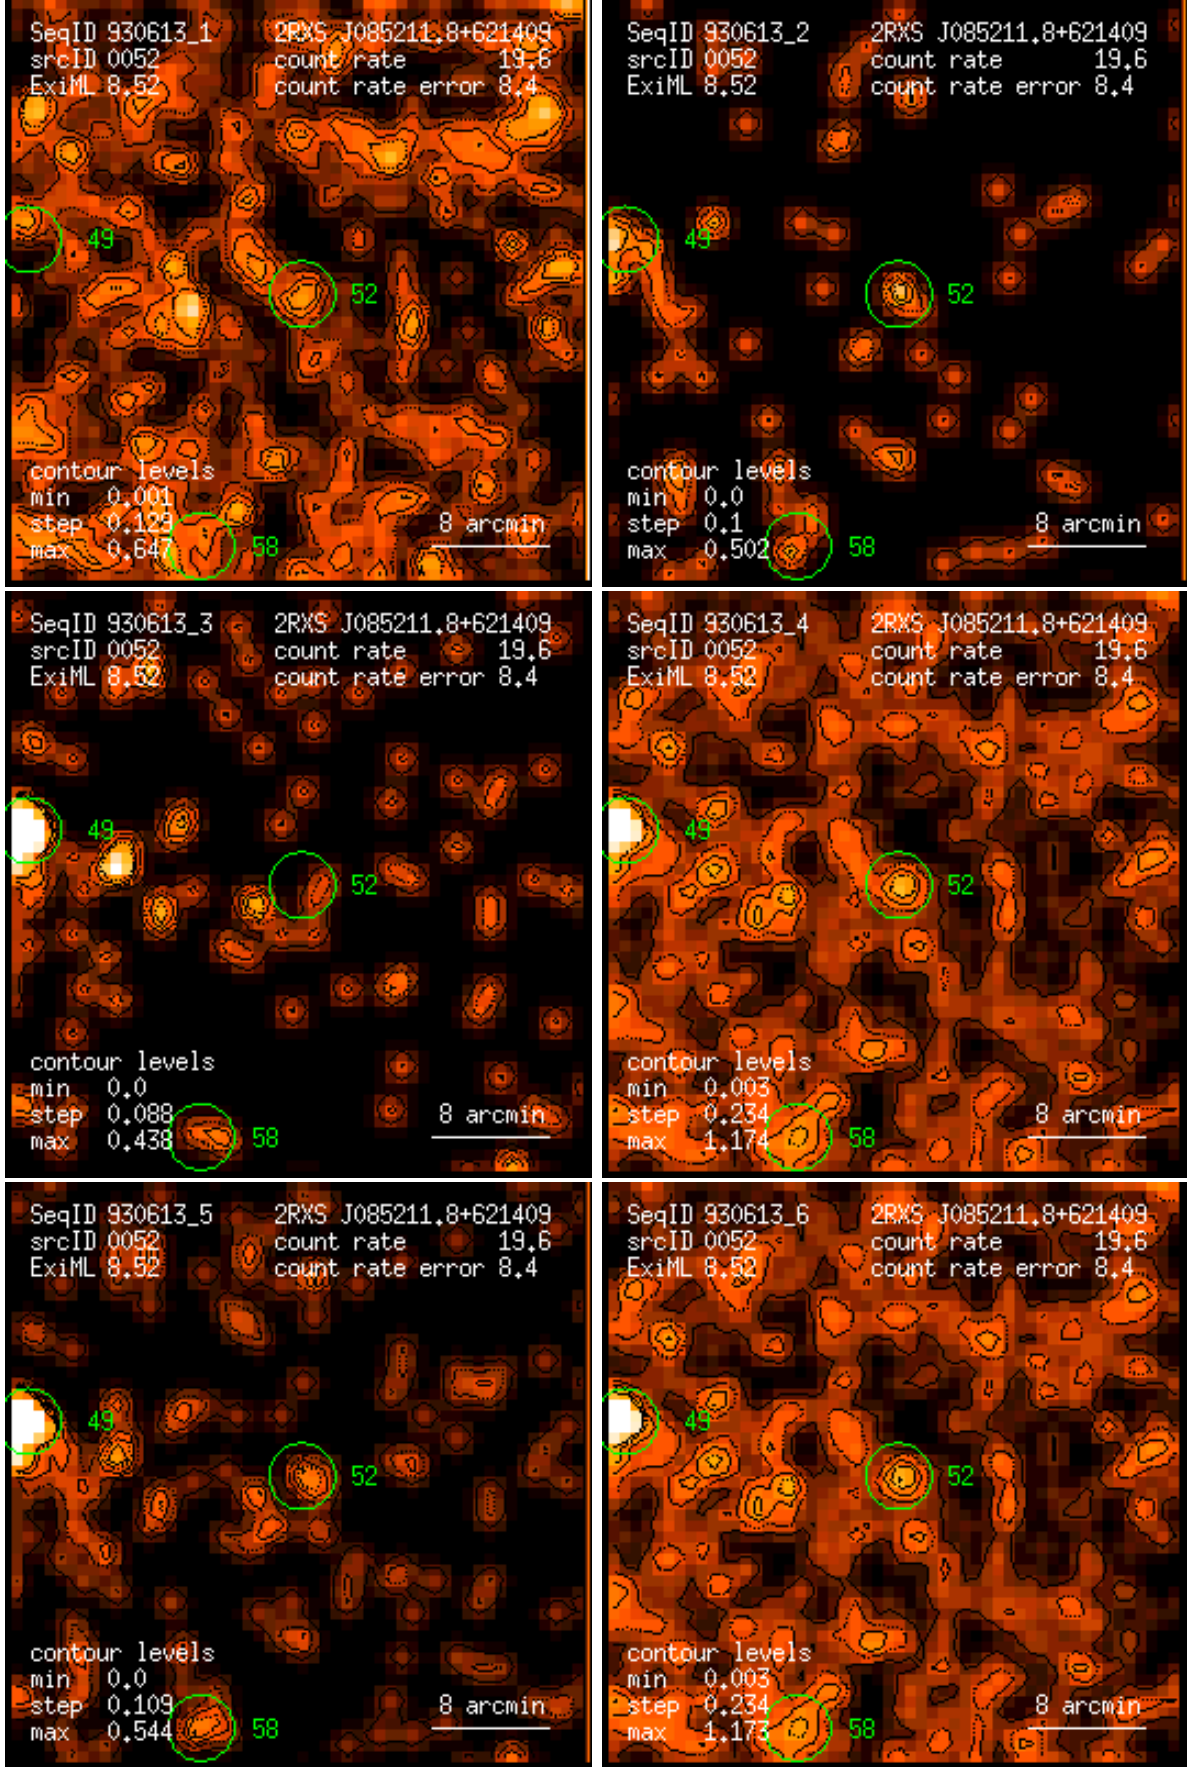 SeqID 930613_1 2RXS J085211.8+621409
srcID 0052 count rate 19.6
ExiML 8.52 count rate error 8.4
49
52
contour levels
min 0.001
step 0.129
max 0.647
8 arcmin
58
SeqID 930613_2 2RXS J085211.8+621409
srcID 0052 count rate 19.6
ExiML 8.52 count rate error 8.4
49
52
contour levels
min 0.0
step 0.1
max 0.502
8 arcmin
58
SeqID 930613_3 2RXS J085211.8+621409
srcID 0052 count rate 19.6
ExiML 8.52 count rate error 8.4
49
52
contour levels
min 0.0
step 0.088
max 0.438
8 arcmin
58
SeqID 930613_4 2RXS J085211.8+621409
srcID 0052 count rate 19.6
ExiML 8.52 count rate error 8.4
49
52
contour levels
min 0.003
step 0.234
max 1.174
8 arcmin
58
SeqID 930613_5 2RXS J085211.8+621409
srcID 0052 count rate 19.6
ExiML 8.52 count rate error 8.4
49
52
contour levels
min 0.0
step 0.109
max 0.544
8 arcmin
58
SeqID 930613_6 2RXS J085211.8+621409
srcID 0052 count rate 19.6
ExiML 8.52 count rate error 8.4
49
52
contour levels
min 0.003
step 0.234
max 1.173
8 arcmin
58